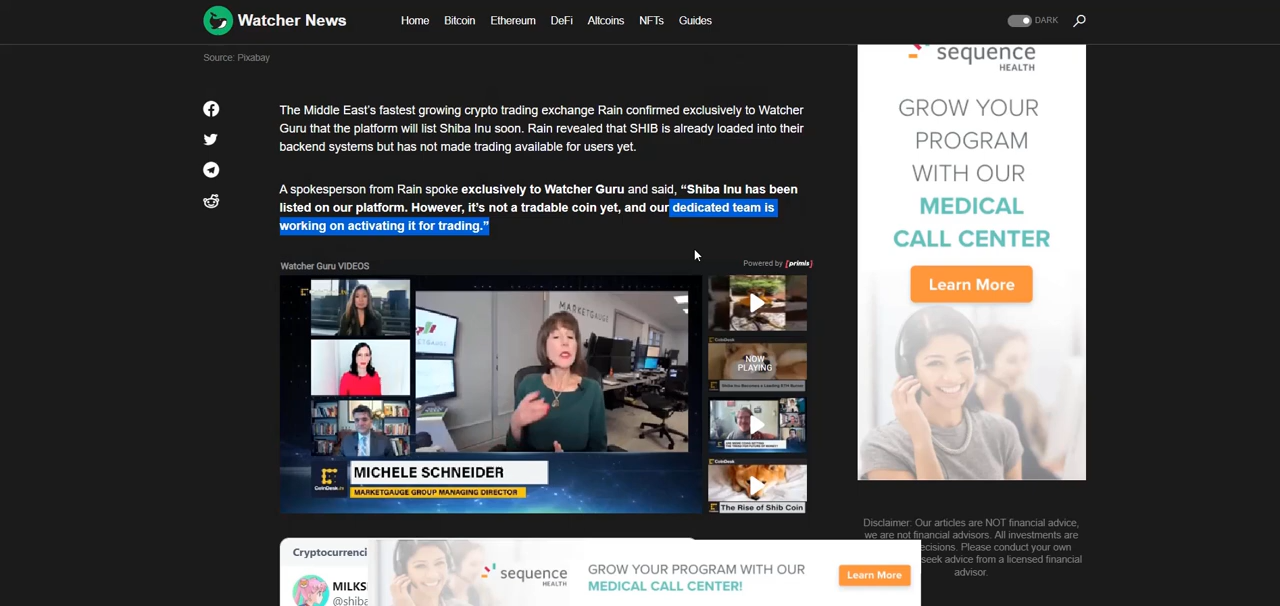 Watcher News
Home Bitcoin Ethereum DeFi Altcoins NFTs Guides
DARK
Source: Pixabay
The Middle East's fastest growing crypto trading exchange Rain confirmed exclusively to Watcher
Guru that the platform will list Shiba Inu soon. Rain revealed that SHIB is already loaded into their
backend systems but has not made trading available for users yet.
A spokesperson from Rain spoke exclusively to Watcher Guru and said, “Shiba Inu has been
listed on our platform. However, it's not a tradable coin yet, and our dedicated team is
working on activating it for trading.”
Watcher Guru VIDEOS
Powered by [primis]
MARKETGAUGE
MICHELE SCHNEIDER
MARKETGAUGE GROUP MANAGING DIRECTOR
CoinDesk
NOW
PLAYING
The Rise of Shib Coin
sequence
HEALTH
GROW YOUR
PROGRAM
WITH OUR
MEDICAL
CALL CENTER
Learn More
Disclaimer: Our articles are NOT financial advice,
we are not financial advisors. All investments are
ecisions. Please conduct your own
seek advice from a licensed financial
advisor.
Cryptocurrenci
MILKS
@shiba
sequence
HEALTH
GROW YOUR PROGRAM WITH OUR
MEDICAL CALL CENTER!
Learn More